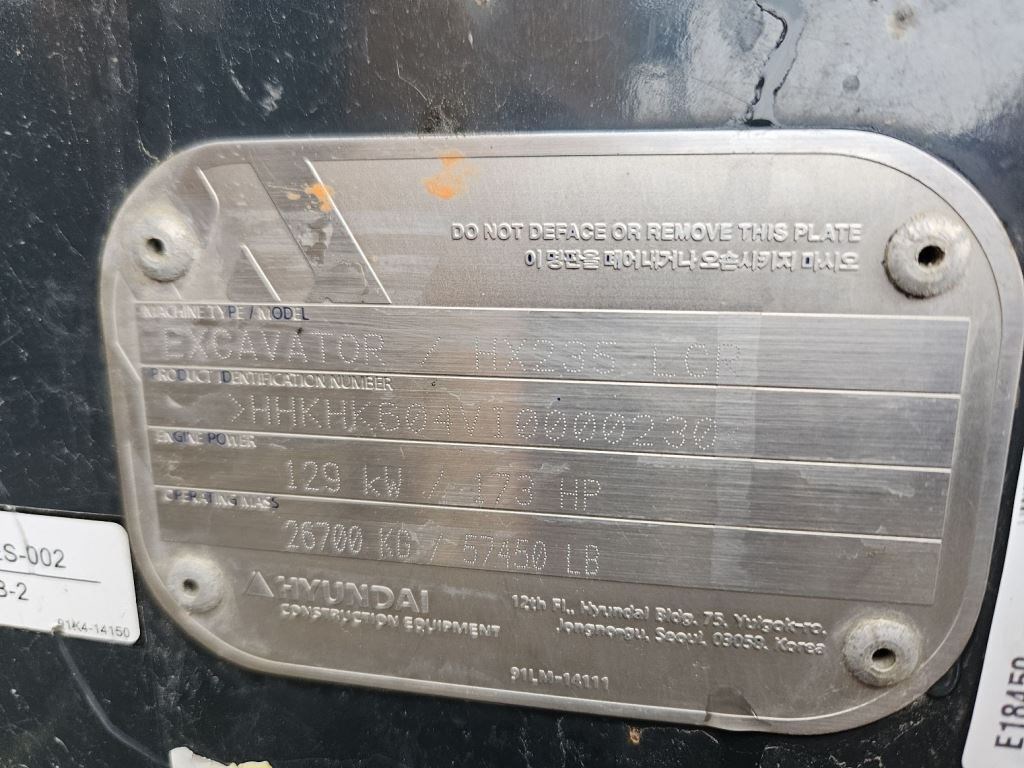 DO NOT DEFACE OR REMOVE THIS PLATE
이 명판을 떼어내거나 오손시키지 마시오
MACHINE TYPE / MODEL
EXCAVATOR / HX235 LCR
PRODUCT IDENTIFICATION NUMBER
>HHKHK604VI0000230
ENGINE POWER
129 kW / 173 HP
OPERATING MASS
26700 KG / 57450 LB
HYUNDAI
CONSTRUCTION EQUIPMENT
12th Fl., Hyundai Bldg. 75, Yulgok-ro,
Jongno-gu, Seoul, 03059, Korea
91LM-14111
S-002
-2
91K4-14150
E18450